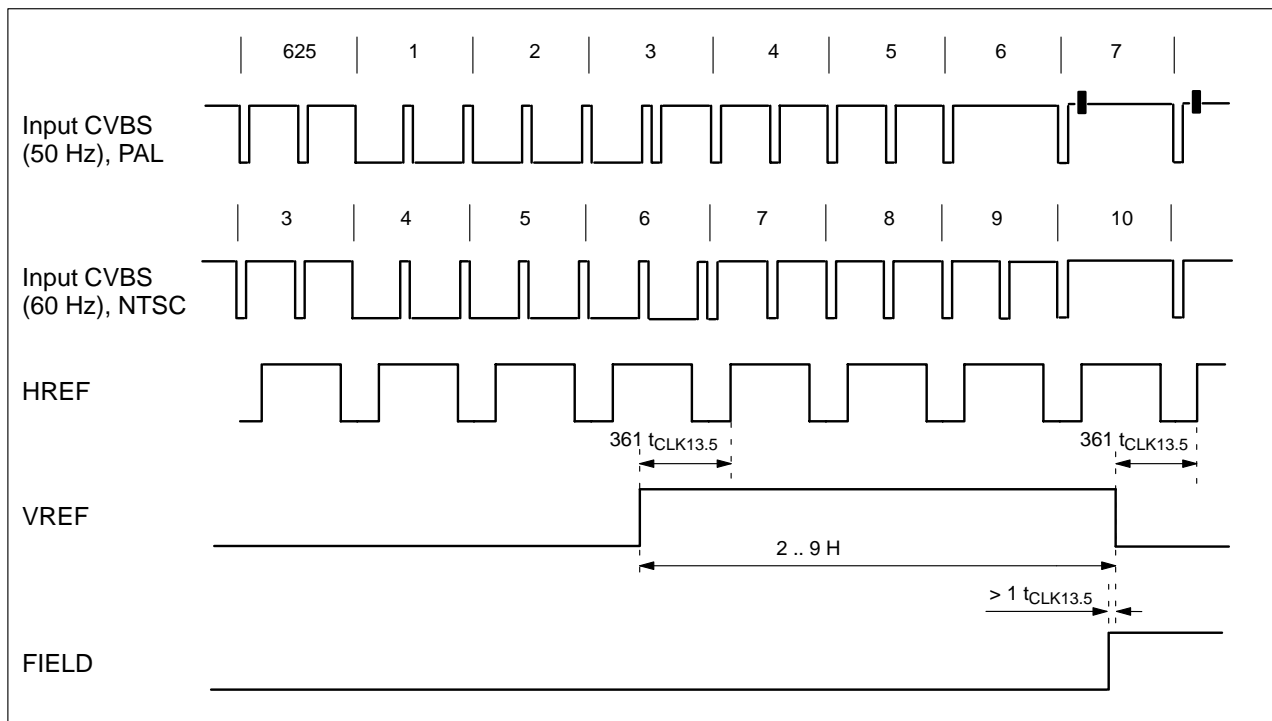 625 1 2 3 4 5 6 7
Input CVBS
(50 Hz), PAL
3 4 5 6 7 8 9 10
Input CVBS
(60 Hz), NTSC
HREF
361 tCLK13.5 361 tCLK13.5
VREF
2 .. 9 H
> 1 tCLK13.5
FIELD